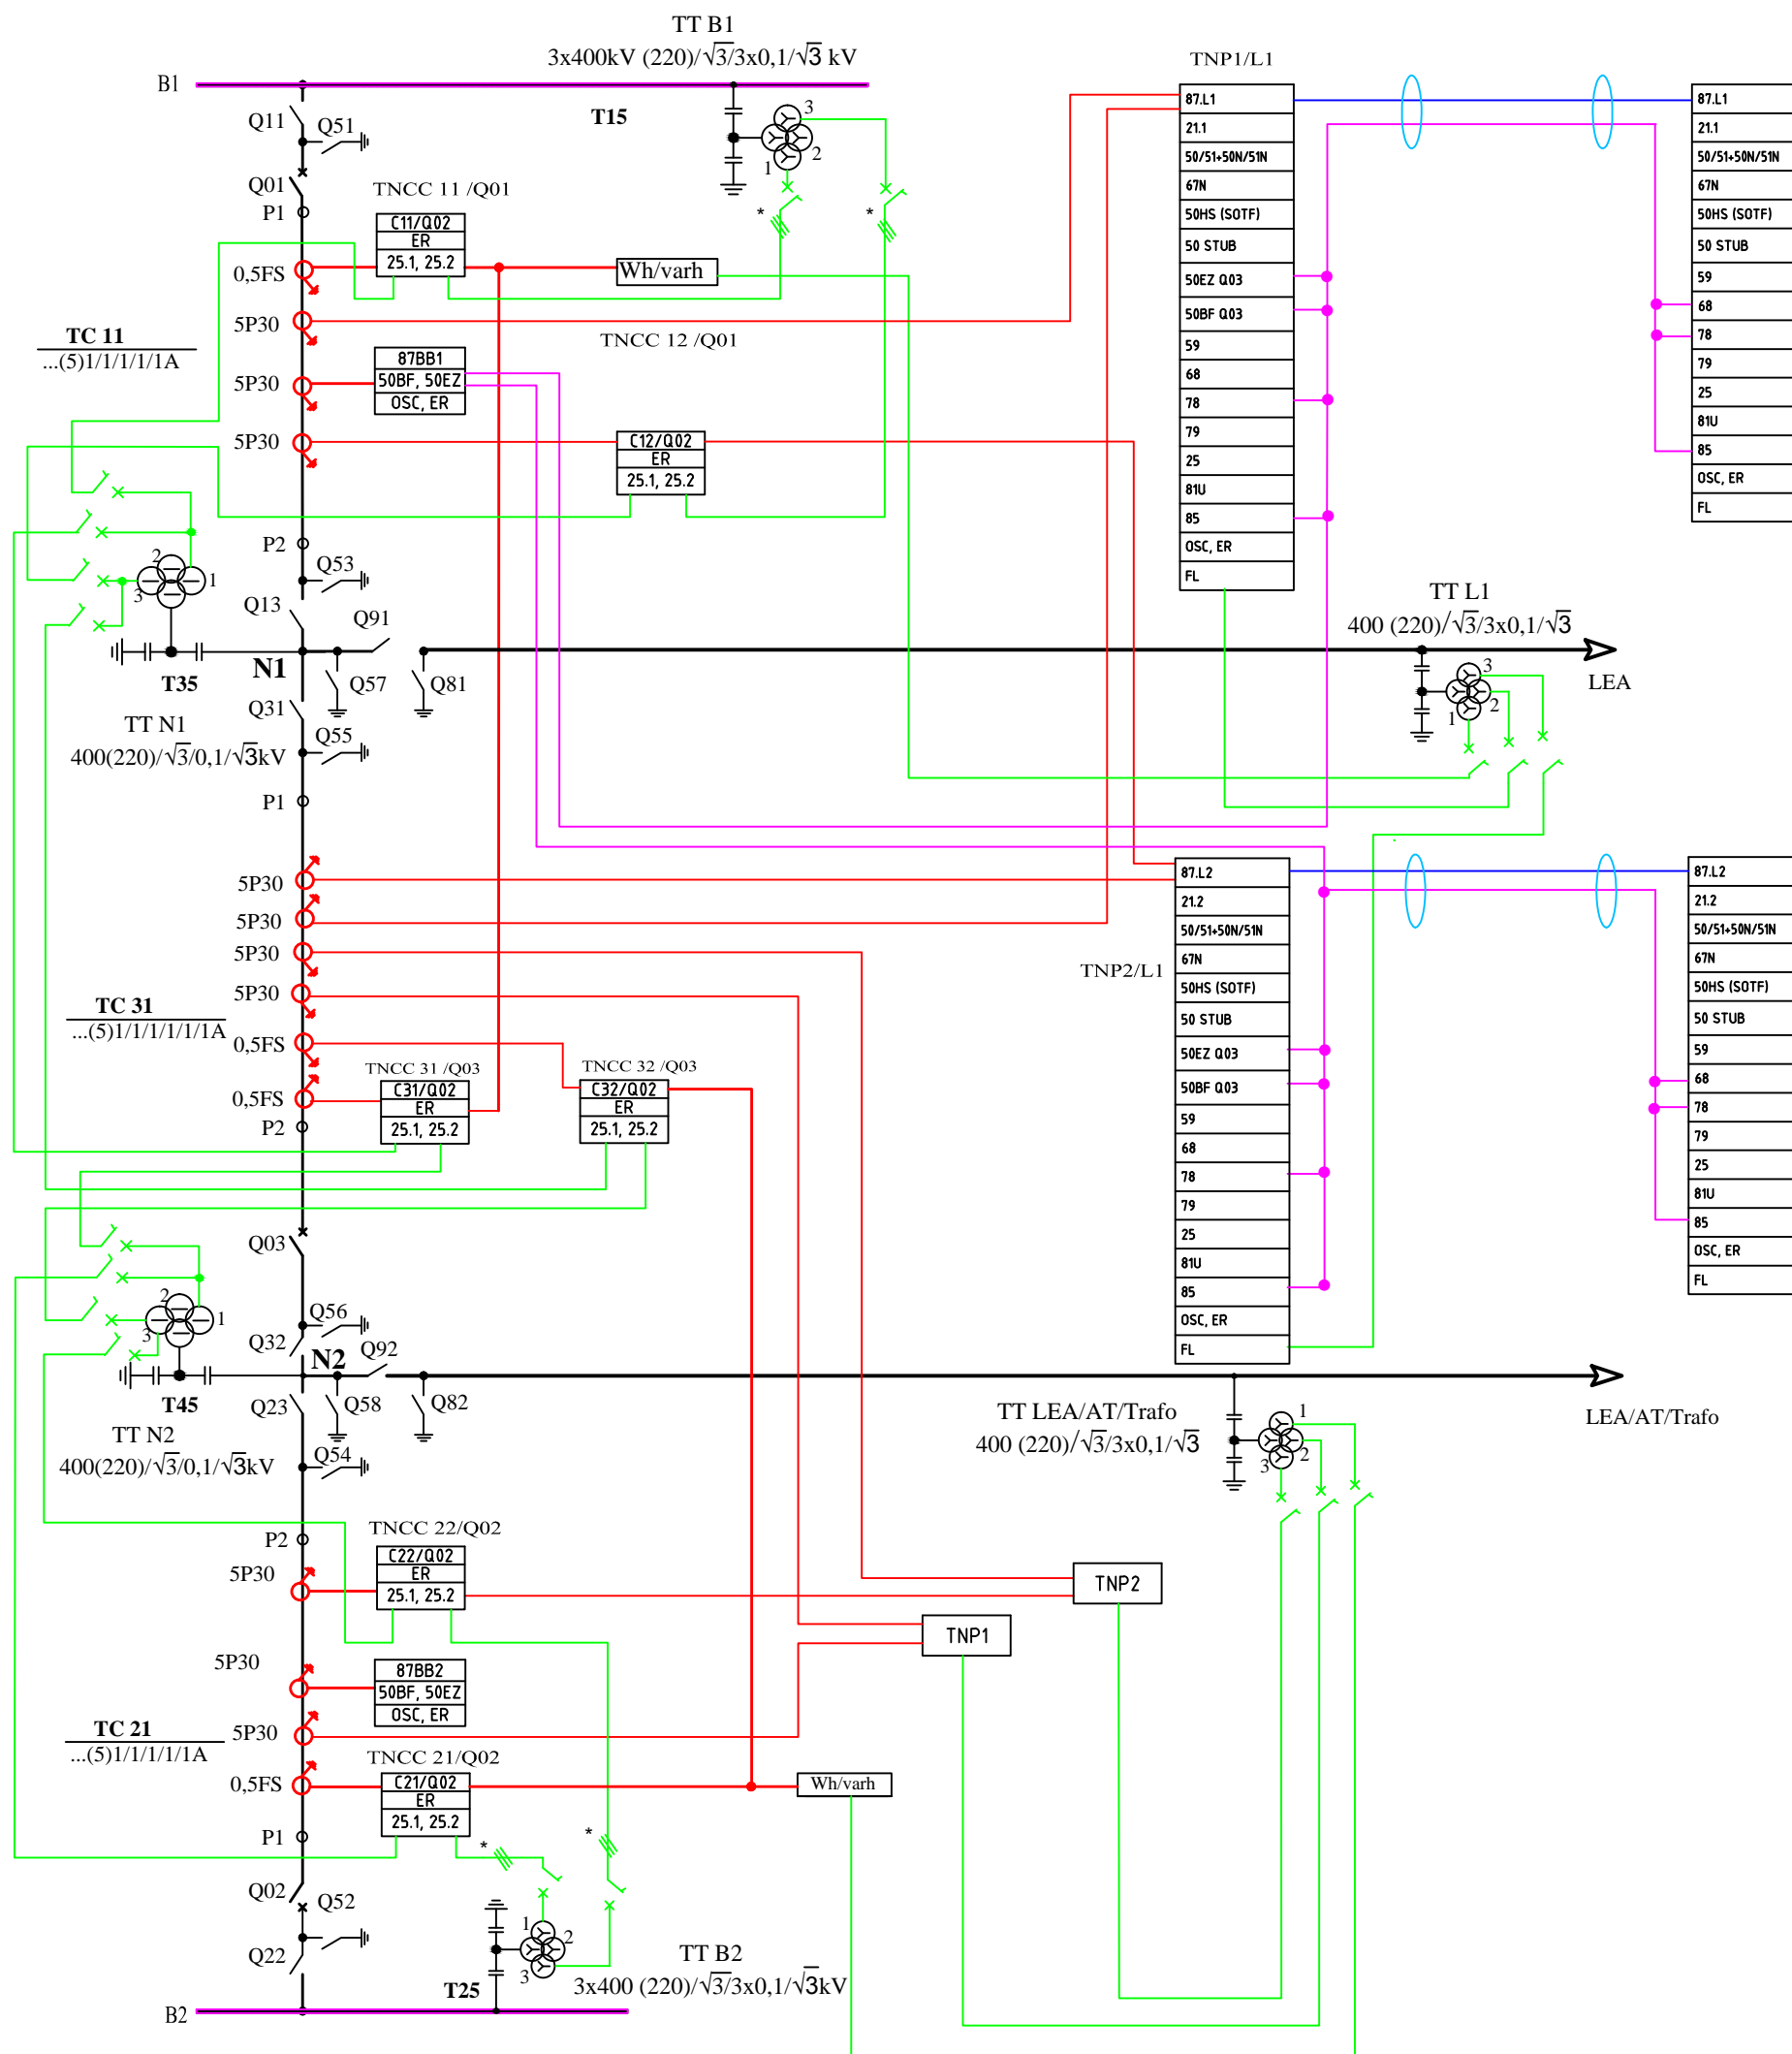 TT B1
3x400kV (220)/√3/3x0,1/√3 kV
TNP1/L1
B1
T15
3
2
1
Q11
Q51
Q01
P1
TNCC 11 /Q01
C11/Q02
ER
25.1, 25.2
*
*
Wh/varh
0,5FS
5P30
TNCC 12 /Q01
TC 11
...(5)1/1/1/1/1A
5P30
87BB1
50BF, 50EZ
OSC, ER
5P30
C12/Q02
ER
25.1, 25.2
87.L1
21.1
50/51+50N/51N
67N
50HS (SOTF)
50 STUB
50EZ Q03
50BF Q03
59
68
78
79
25
81U
85
OSC, ER
FL
87.L1
21.1
50/51+50N/51N
67N
50HS (SOTF)
50 STUB
59
68
78
79
25
81U
85
OSC, ER
FL
P2
Q53
2
1
3
Q13
Q91
T35
N1
Q57
Q81
TT L1
400 (220)/√3/3x0,1/√3
LEA
3
2
1
Q31
TT N1
400(220)/√3/0,1/√3kV
Q55
P1
5P30
5P30
5P30
5P30
TC 31
...(5)1/1/1/1/1/1A
0,5FS
0,5FS
P2
TNCC 31 /Q03
C31/Q02
ER
25.1, 25.2
TNCC 32 /Q03
C32/Q02
ER
25.1, 25.2
TNP2/L1
87.L2
21.2
50/51+50N/51N
67N
50HS (SOTF)
50 STUB
50EZ Q03
50BF Q03
59
68
78
79
25
81U
85
OSC, ER
FL
87.L2
21.2
50/51+50N/51N
67N
50HS (SOTF)
50 STUB
59
68
78
79
25
81U
85
OSC, ER
FL
Q03
2
1
3
Q56
Q32
N2
Q92
T45
Q23
Q58
Q82
TT N2
400(220)/√3/0,1/√3kV
Q54
TT LEA/AT/Trafo
400 (220)/√3/3x0,1/√3
1
2
3
LEA/AT/Trafo
P2
5P30
TNCC 22/Q02
C22/Q02
ER
25.1, 25.2
TNP2
TNP1
5P30
87BB2
50BF, 50EZ
OSC, ER
TC 21
...(5)1/1/1/1/1A
5P30
TNCC 21/Q02
0,5FS
C21/Q02
ER
25.1, 25.2
Wh/varh
P1
*
*
Q02
Q52
Q22
1
2
3
T25
TT B2
3x400 (220)/√3/3x0,1/√3kV
B2